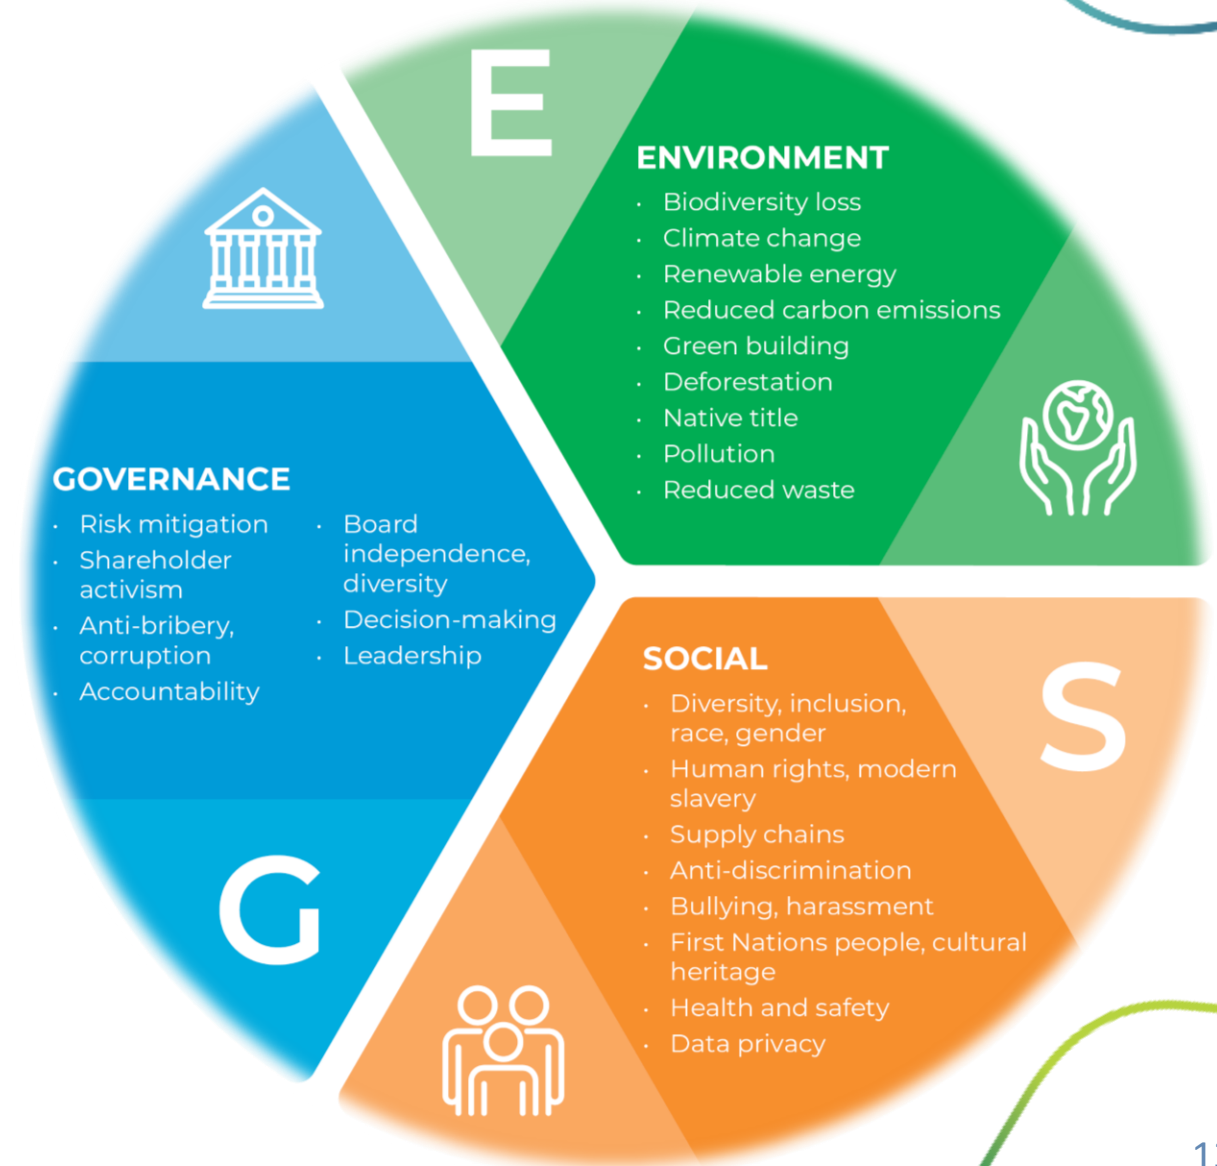 E
ENVIRONMENT
· Biodiversity loss
· Climate change
· Renewable energy
· Reduced carbon emissions
· Green building
· Deforestation
· Native title
· Pollution
· Reduced waste
GOVERNANCE
· Risk mitigation
· Shareholder
activism
· Anti-bribery,
corruption
· Accountability
· Board
independence,
diversity
· Decision-making
· Leadership
G
SOCIAL
· Diversity, inclusion,
race, gender
· Human rights, modern
slavery
· Supply chains
· Anti-discrimination
· Bullying, harassment
· First Nations people, cultural
heritage
· Health and safety
· Data privacy
S